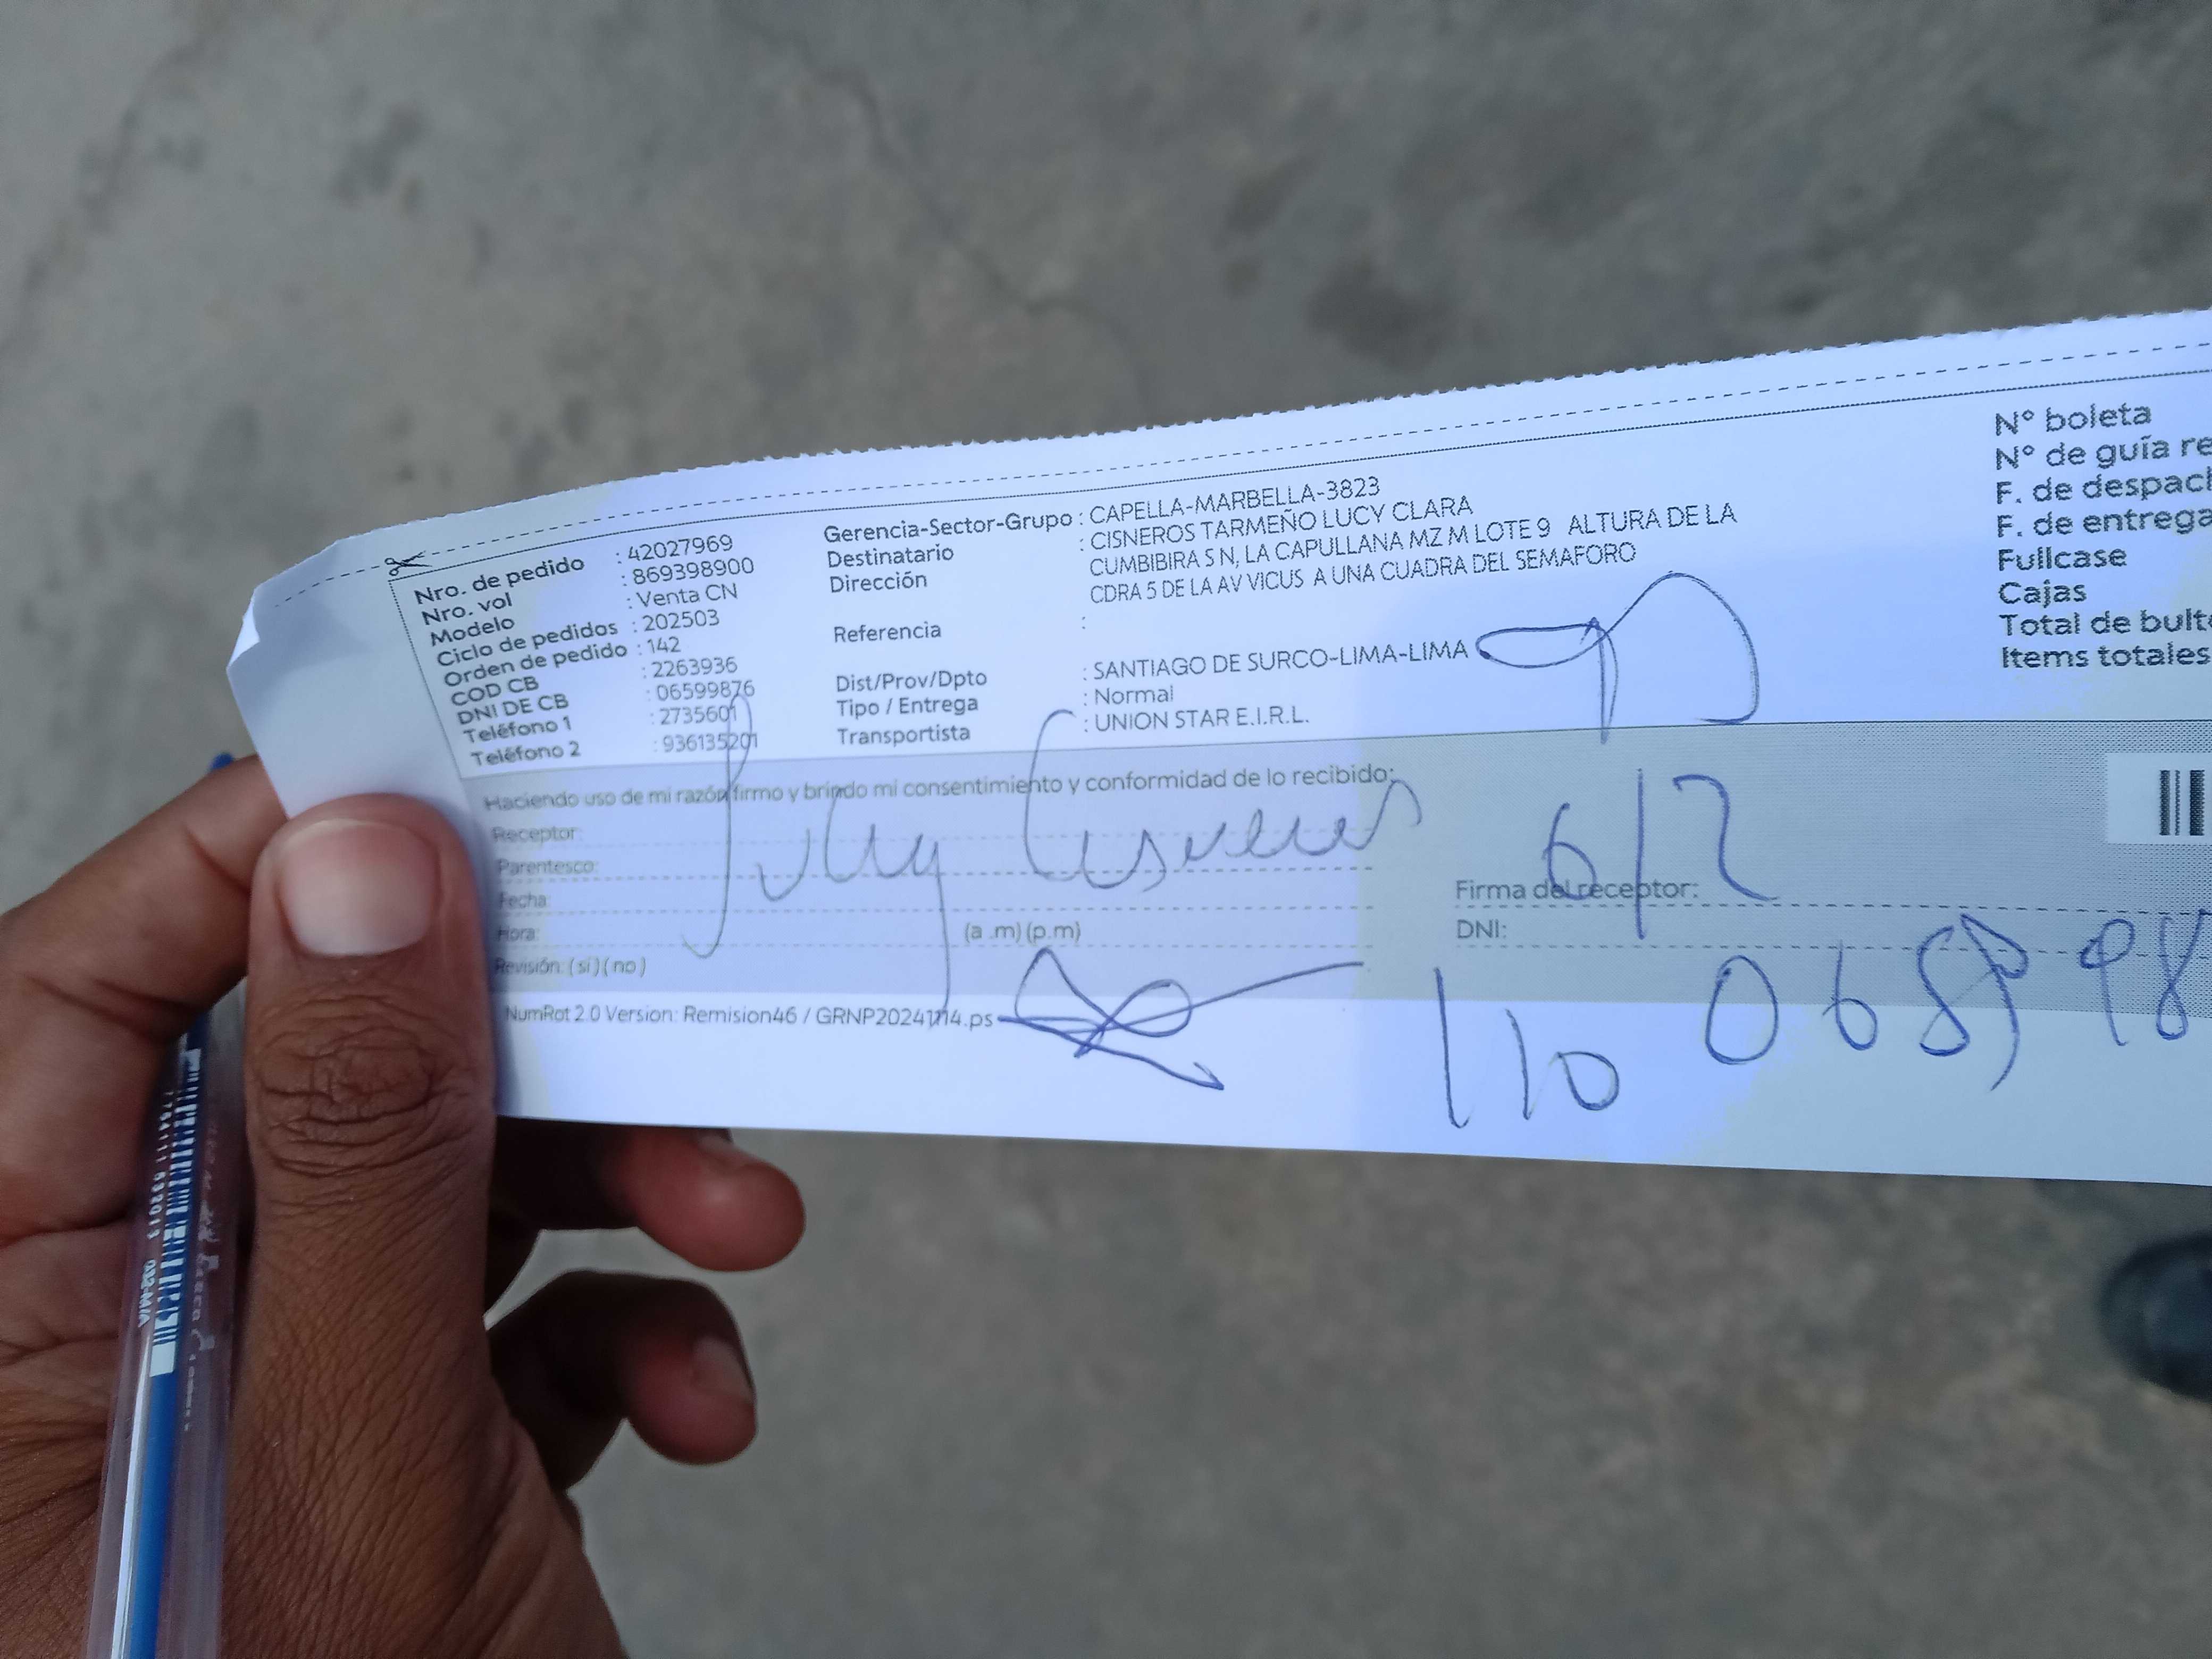 Nro. de pedido : 42027969
Nro. vol : 869398900
Modelo : Venta CN
Ciclo de pedidos : 202503
Orden de pedido : 142
COD CB : 2263936
DNI DE CB : 06599876
Teléfono 1 : 2735601
Teléfono 2 : 936135201
Gerencia-Sector-Grupo : CAPELLA-MARBELLA-3823
Destinatario : CISNEROS TARMEÑO LUCY CLARA
Dirección : CUMBIBIRA S N, LA CAPULLANA MZ M LOTE 9 ALTURA DE LA
CDRA 5 DE LA AV VICUS A UNA CUADRA DEL SEMAFORO
Referencia :
Dist/Prov/Dpto : SANTIAGO DE SURCO-LIMA-LIMA
Tipo / Entrega : Normal
Transportista : UNION STAR E.I.R.L.
N° boleta
N° de guía re
F. de despach
F. de entrega
Fullcase
Cajas
Total de bulto
Items totales
Haciendo uso de mi razón firmo y brindo mi consentimiento y conformidad de lo recibido:
Receptor:
Parentesco:
Fecha:
Hora: (a .m) (p.m)
Revisión: ( sí ) ( no )
6/2
Firma del receptor:
DNI:
110
NumRot 2.0 Version: Remision46 / GRNP20241114.ps
032-M/A